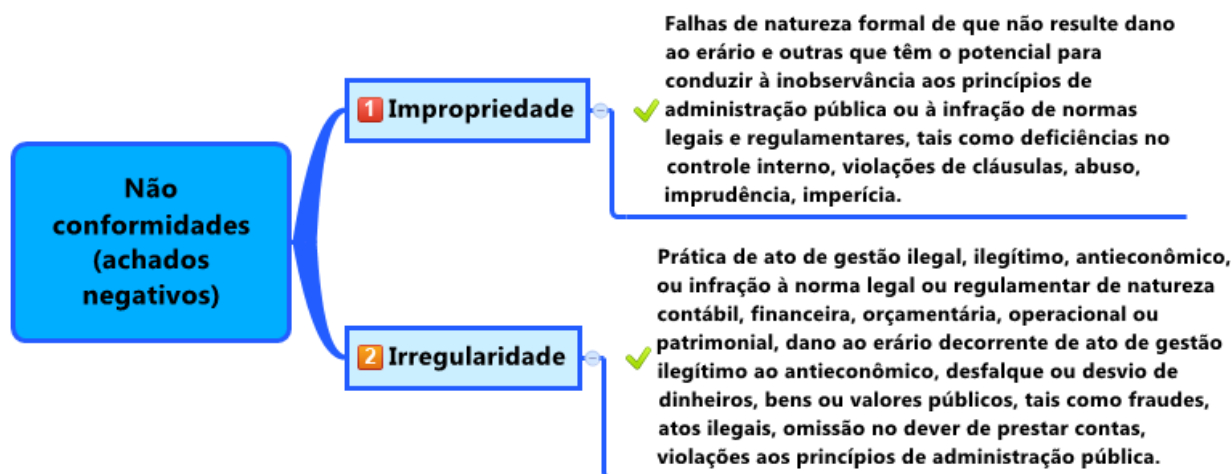 Não
conformidades
(achados
negativos)
1 Impropriedade
Falhas de natureza formal de que não resulte dano
ao erário e outras que têm o potencial para
conduzir à inobservância aos princípios de
administração pública ou à infração de normas
legais e regulamentares, tais como deficiências no
controle interno, violações de cláusulas, abuso,
imprudência, imperícia.
2 Irregularidade
Prática de ato de gestão ilegal, ilegítimo, antieconômico,
ou infração à norma legal ou regulamentar de natureza
contábil, financeira, orçamentária, operacional ou
patrimonial, dano ao erário decorrente de ato de gestão
ilegítimo ao antieconômico, desfalque ou desvio de
dinheiros, bens ou valores públicos, tais como fraudes,
atos ilegais, omissão no dever de prestar contas,
violações aos princípios de administração pública.